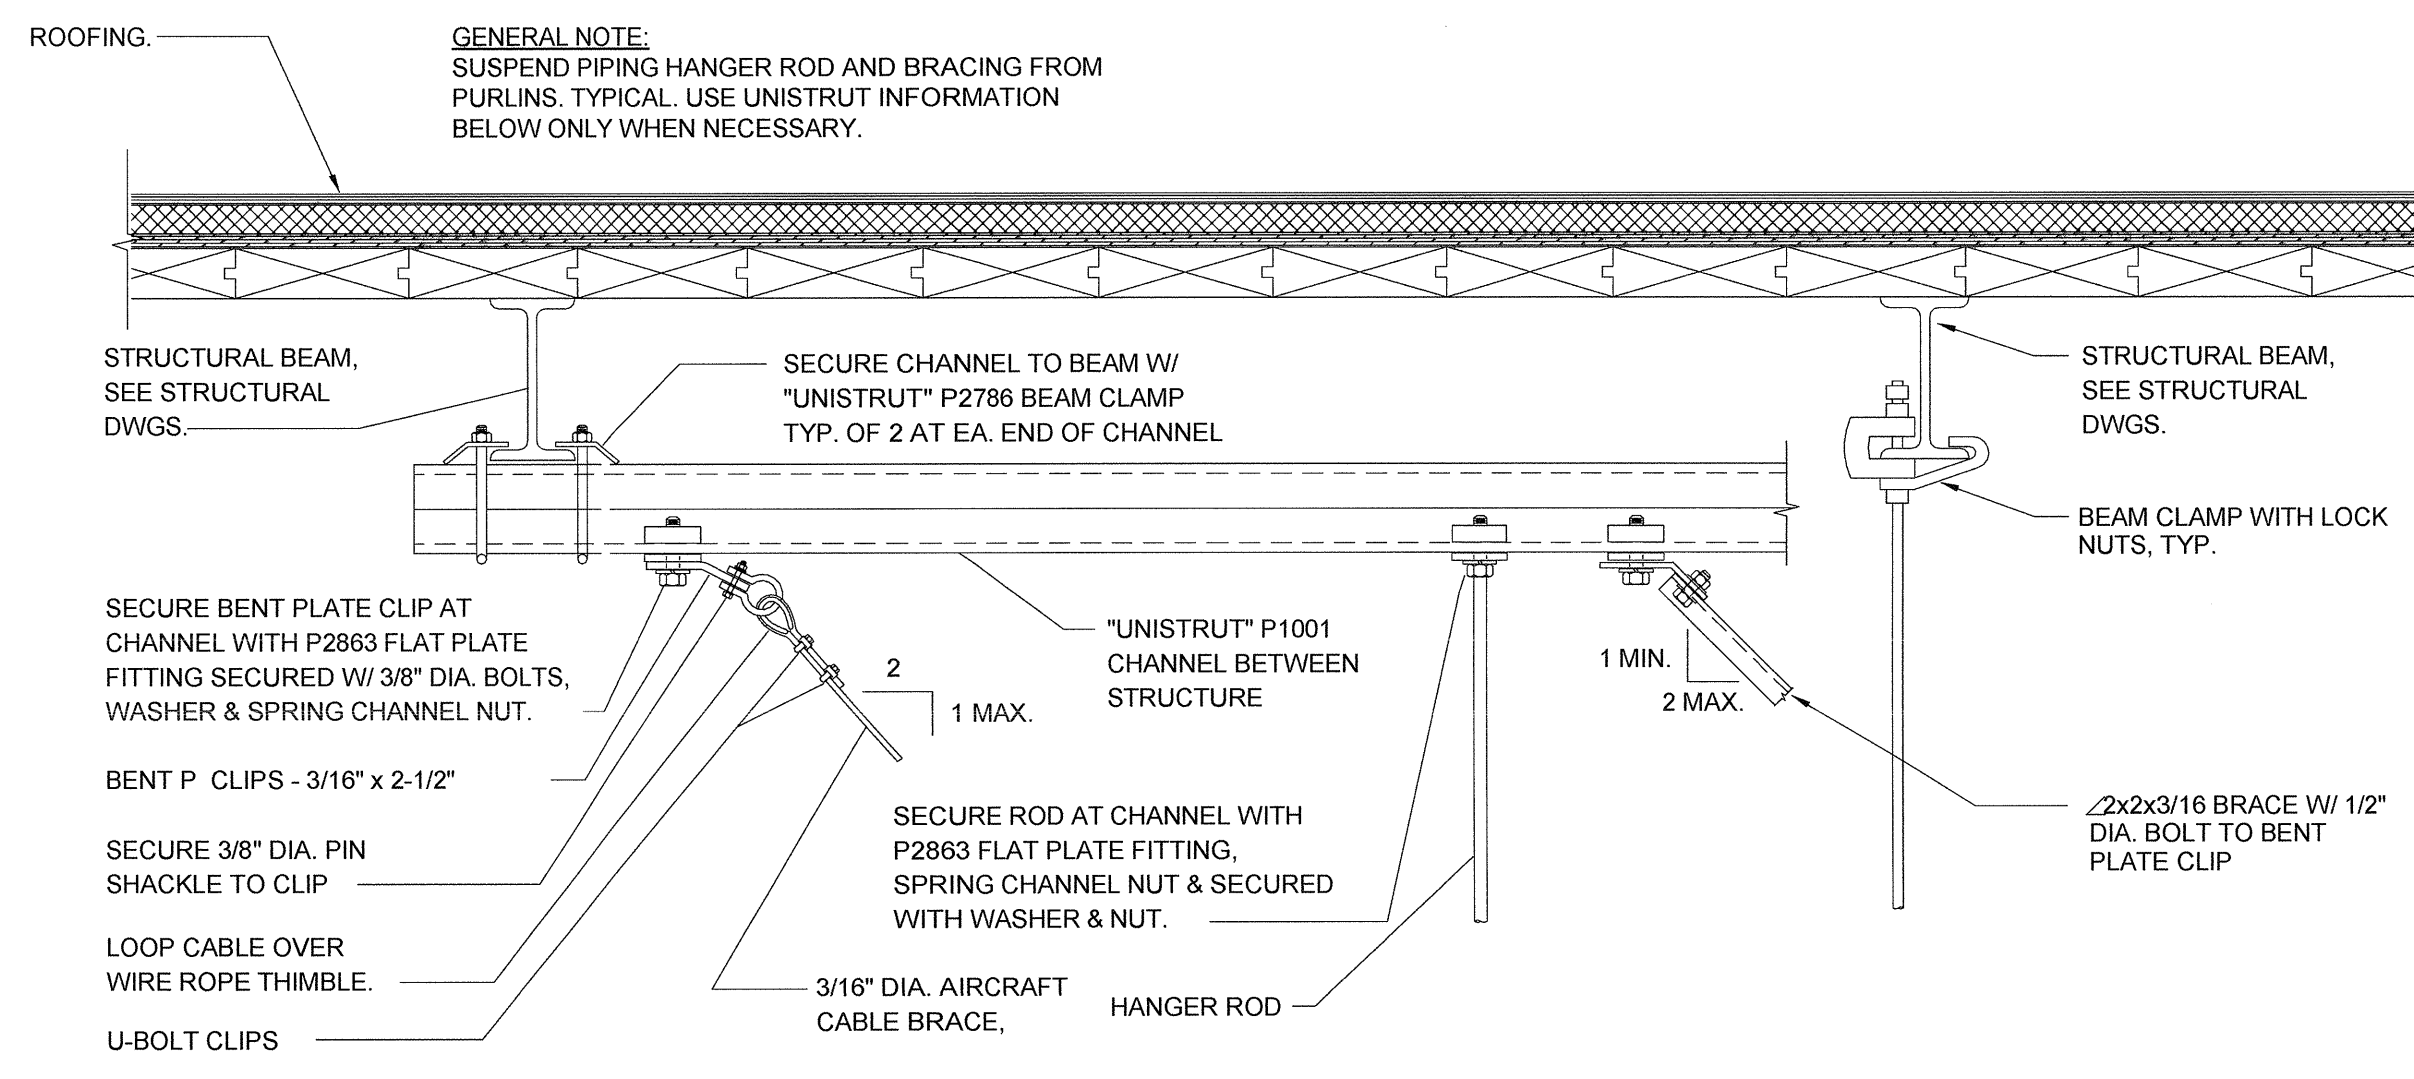 ROOFING.
GENERAL NOTE:
SUSPEND PIPING HANGER ROD AND BRACING FROM
PURLINS. TYPICAL. USE UNISTRUT INFORMATION
BELOW ONLY WHEN NECESSARY.
STRUCTURAL BEAM,
SEE STRUCTURAL
DWGS.
SECURE CHANNEL TO BEAM W/
"UNISTRUT" P2786 BEAM CLAMP
TYP. OF 2 AT EA. END OF CHANNEL
STRUCTURAL BEAM,
SEE STRUCTURAL
DWGS.
BEAM CLAMP WITH LOCK
NUTS, TYP.
SECURE BENT PLATE CLIP AT
CHANNEL WITH P2863 FLAT PLATE
FITTING SECURED W/ 3/8" DIA. BOLTS,
WASHER & SPRING CHANNEL NUT.
2
1 MAX.
"UNISTRUT" P1001
CHANNEL BETWEEN
STRUCTURE
1 MIN.
2 MAX.
BENT P CLIPS - 3/16" x 2-1/2"
SECURE 3/8" DIA. PIN
SHACKLE TO CLIP
SECURE ROD AT CHANNEL WITH
P2863 FLAT PLATE FITTING,
SPRING CHANNEL NUT & SECURED
WITH WASHER & NUT.
2x2x3/16 BRACE W/ 1/2"
DIA. BOLT TO BENT
PLATE CLIP
LOOP CABLE OVER
WIRE ROPE THIMBLE.
3/16" DIA. AIRCRAFT
CABLE BRACE,
HANGER ROD
U-BOLT CLIPS